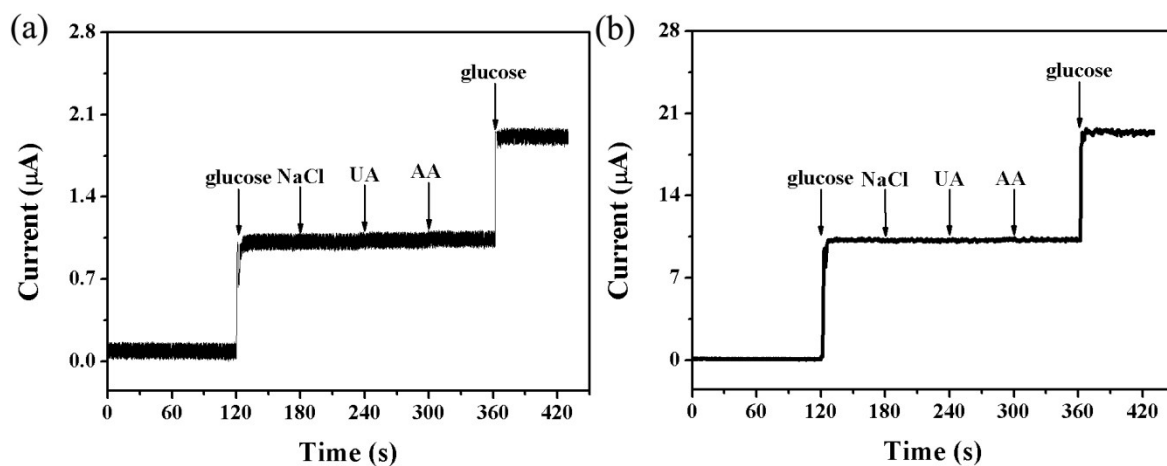 (a)
2.8
2.1
1.4
0.7
0.0
Current (μA)
glucose
NaCl
UA
AA
glucose
0
60
120
180
240
300
360
420
Time (s)
(b)
28
21
14
7
0
Current (μA)
glucose
NaCl
UA
AA
glucose
0
60
120
180
240
300
360
420
Time (s)